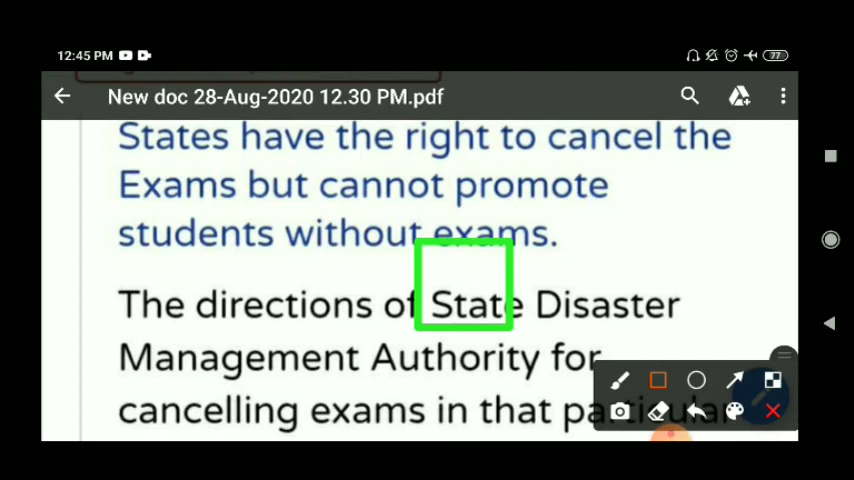 12:45 PM
77
New doc 28-Aug-2020 12.30 PM.pdf
States have the right to cancel the
Exams but cannot promote
students without exams.
The directions of State Disaster
Management Authority for
cancelling exams in that particular